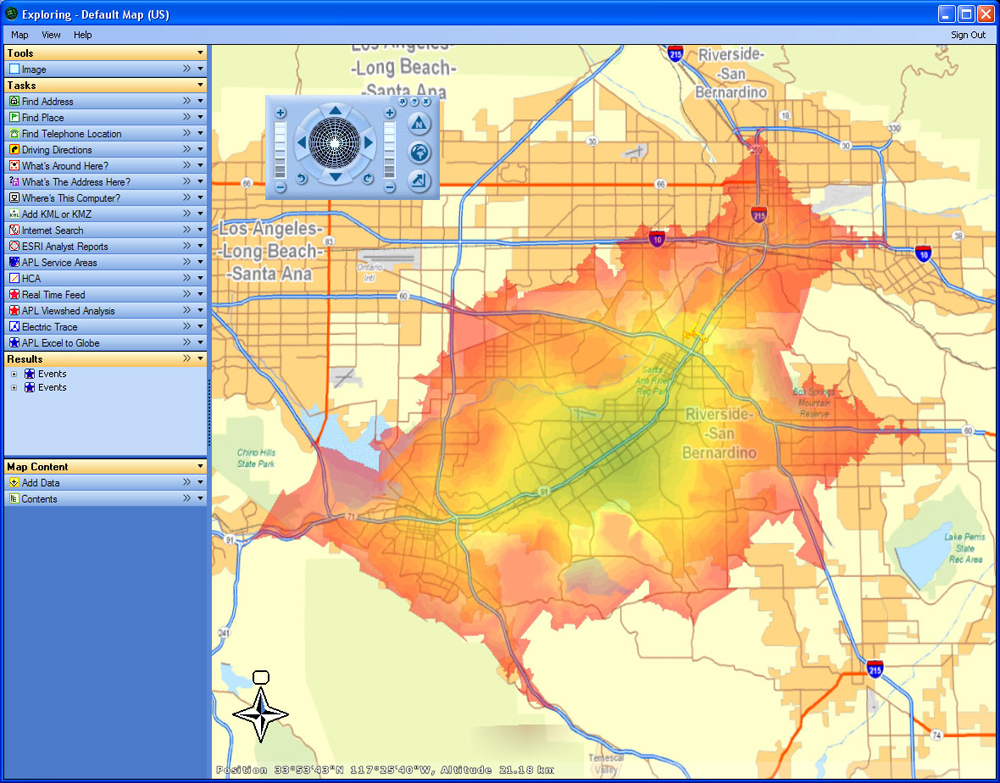 Exploring - Default Map (US)
Map View Help
Sign Out
Tools
Image
Tasks
Find Address
Find Place
Find Telephone Location
Driving Directions
What's Around Here?
What's The Address Here?
Where's This Computer?
Add KML or KMZ
Internet Search
ESRI Analyst Reports
APL Service Areas
HCA
Real Time Feed
APL Viewshed Analysis
Electric Trace
APL Excel to Globe
Results
Events
Events
Map Content
Add Data
Contents
Los Angeles-
-Long Beach-
-Santa Ana
Riverside-
-San
Bernardino
215
18
330
30
30
N
66
66
215
Los Angeles-
-Long Beach-
-Santa Ana
83
10
38
10
Ontario
Intl
60
Santa
Ana River
Reg Park
Box Springs
Mountain
Reserve
Riverside-
-San
Bernardino
60
Chino Hills
State Park
91
71
91
Lake Perris
State
Rec Area
241
215
74
Temescal
Valley
Position 33°53'43"N 117°25'40"W, Altitude 21.18 km